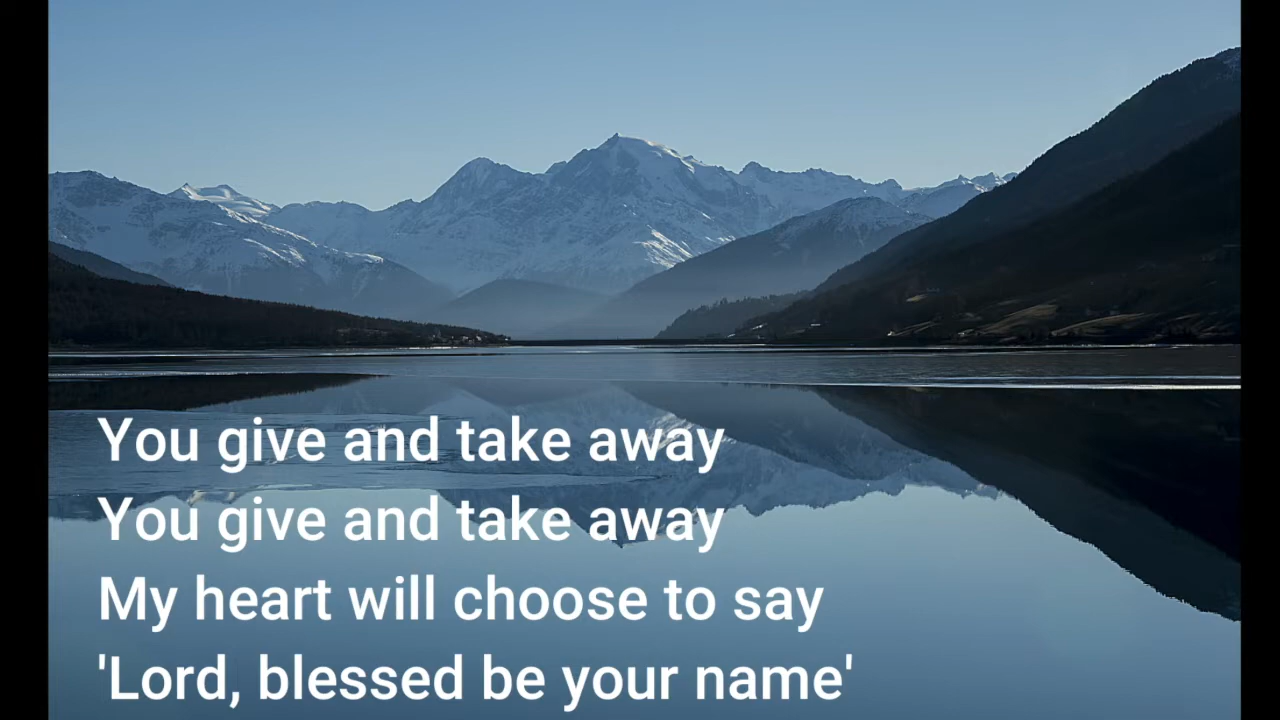 You give and take away
You give and take away
My heart will choose to say
'Lord, blessed be your name'